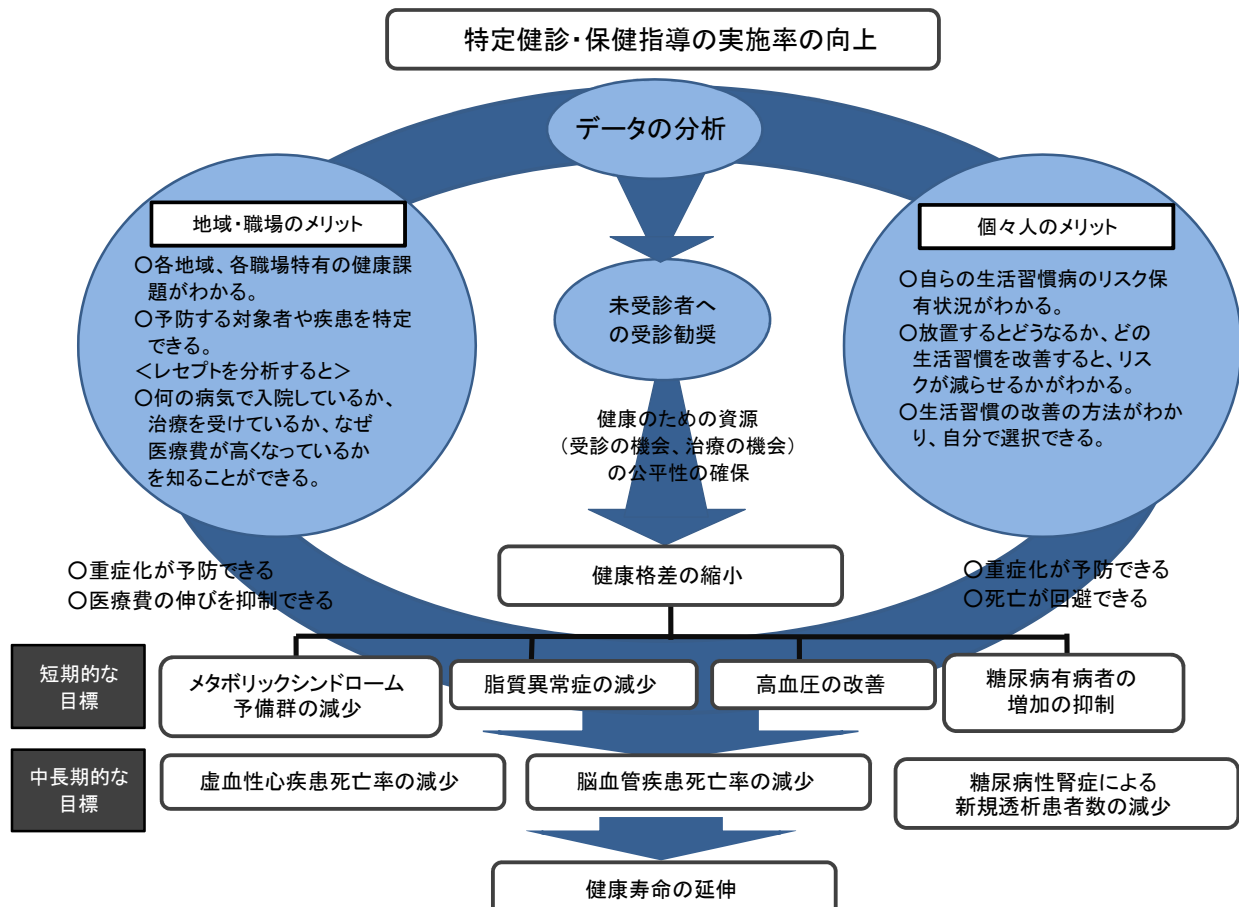 特定健診・保健指導の実施率の向上
データの分析
地域・職場のメリット
〇各地域、各職場特有の健康課
題がわかる。
〇予防する対象者や疾患を特定
できる。
＜レセプトを分析すると＞
〇何の病気で入院しているか、
治療を受けているか、なぜ
医療費が高くなっているか
を知ることができる。
未受診者へ
の受診勧奨
個々人のメリット
〇自らの生活習慣病のリスク保
有状況がわかる。
〇放置するとどうなるか、どの
生活習慣を改善すると、リス
クが減らせるかがわかる。
〇生活習慣の改善の方法がわか
り、自分で選択できる。
健康のための資源
（受診の機会、治療の機会）
の公平性の確保
〇重症化が予防できる
〇医療費の伸びを抑制できる
健康格差の縮小
〇重症化が予防できる
〇死亡が回避できる
短期的な
目標
メタボリックシンドローム
予備群の減少
脂質異常症の減少
高血圧の改善
糖尿病有病者の
増加の抑制
中長期的な
目標
虚血性心疾患死亡率の減少
脳血管疾患死亡率の減少
糖尿病性腎症による
新規透析患者数の減少
健康寿命の延伸